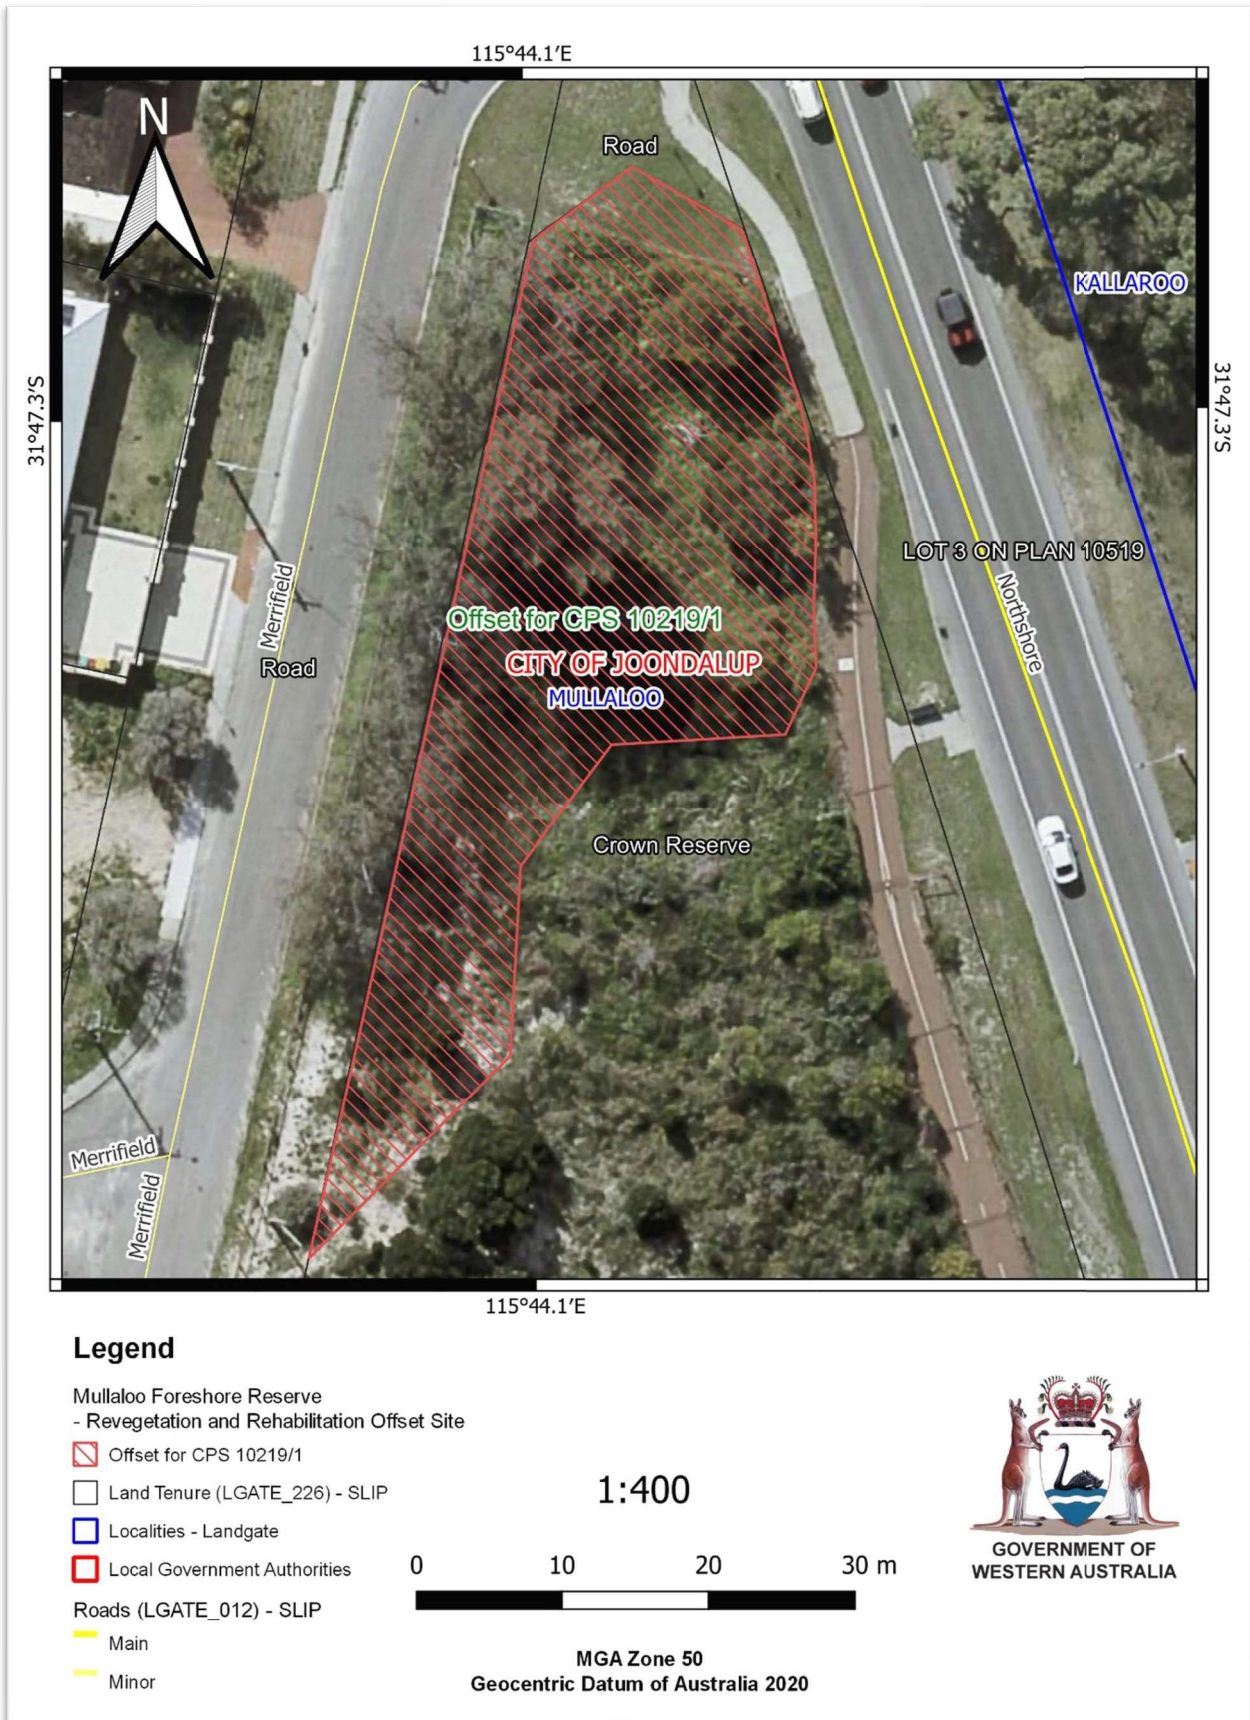 115°44.1'E
N
Road
KALLAROO
31°47.3'S
31°47.3'S
LOT 3 ON PLAN 10519
Northshore
Merrifield
Road
Offset for CPS 10219/1
CITY OF JOONDALUP
MULLALOO
Crown Reserve
Merrifield
Merrifield
115°44.1'E
Legend
Mullaloo Foreshore Reserve
- Revegetation and Rehabilitation Offset Site
Offset for CPS 10219/1
Land Tenure (LGATE_226) - SLIP
Localities - Landgate
Local Government Authorities
Roads (LGATE_012) - SLIP
Main
Minor
1:400
0 10 20 30 m
MGA Zone 50
Geocentric Datum of Australia 2020
GOVERNMENT OF
WESTERN AUSTRALIA